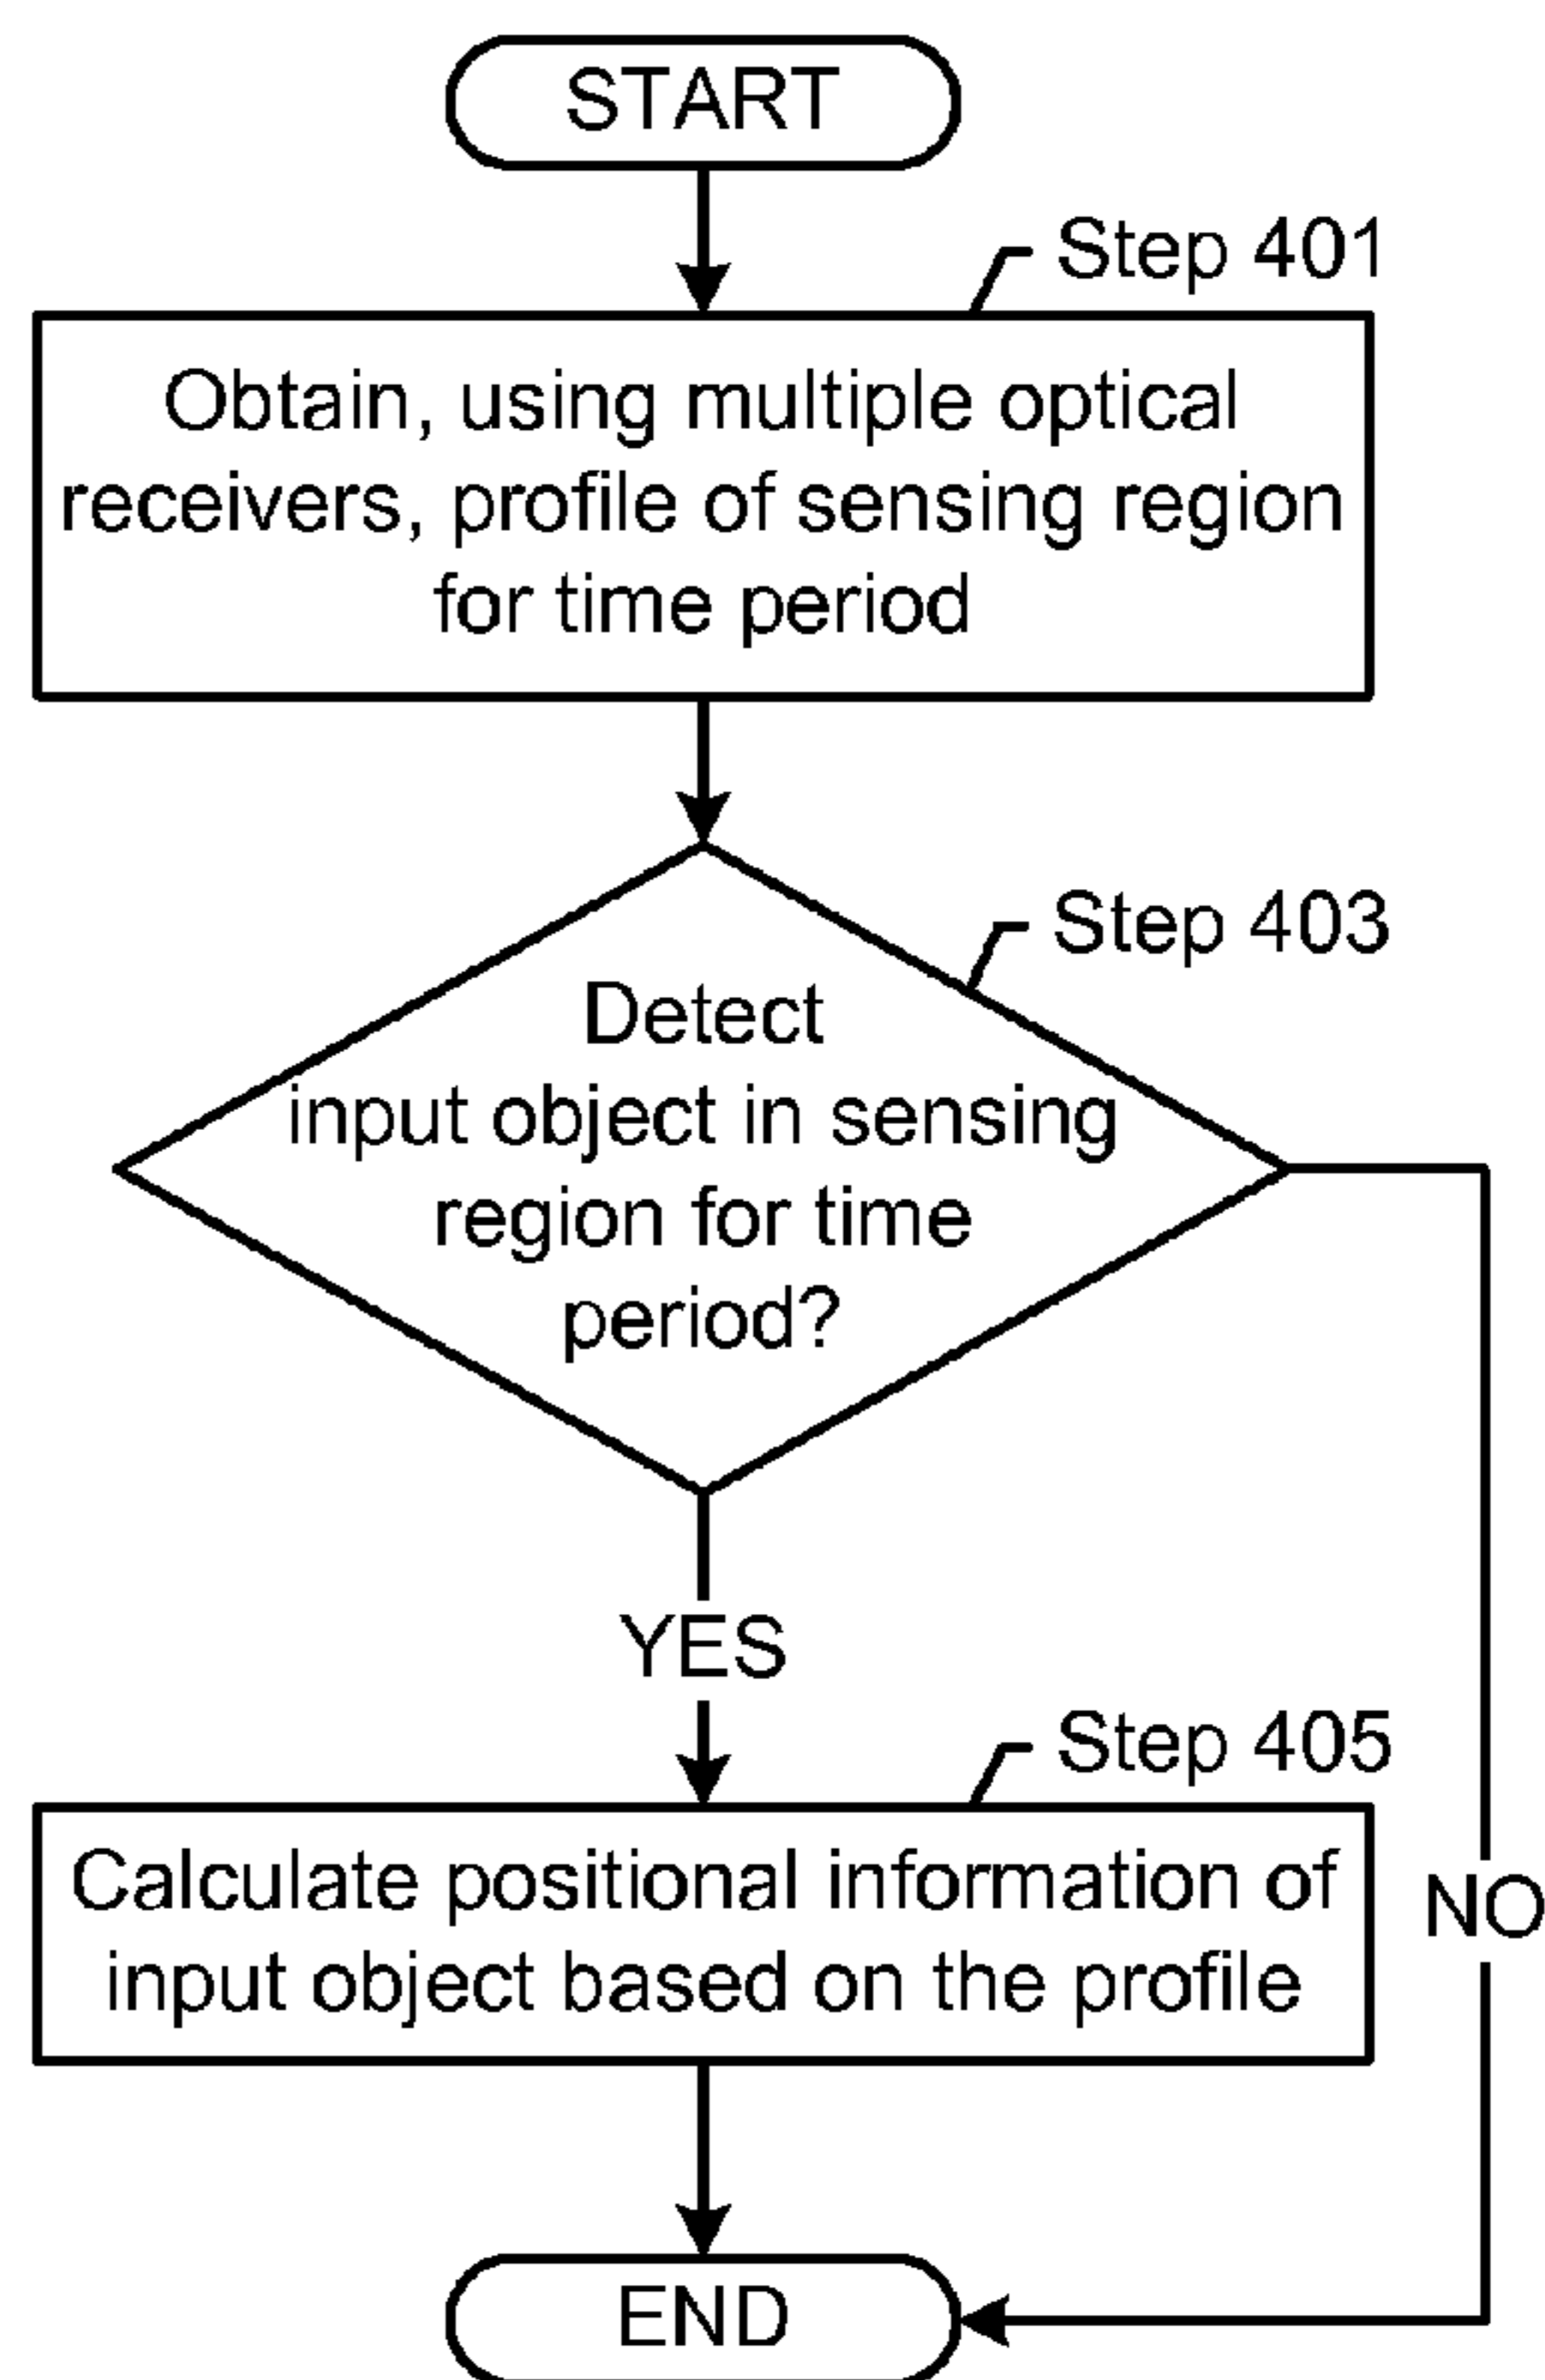 START
Step 401
Obtain, using multiple optical
receivers, profile of sensing region
for time period
Step 403
Detect
input object in sensing
region for time
period?
YES
Step 405
Calculate positional information of
input object based on the profile
NO
END